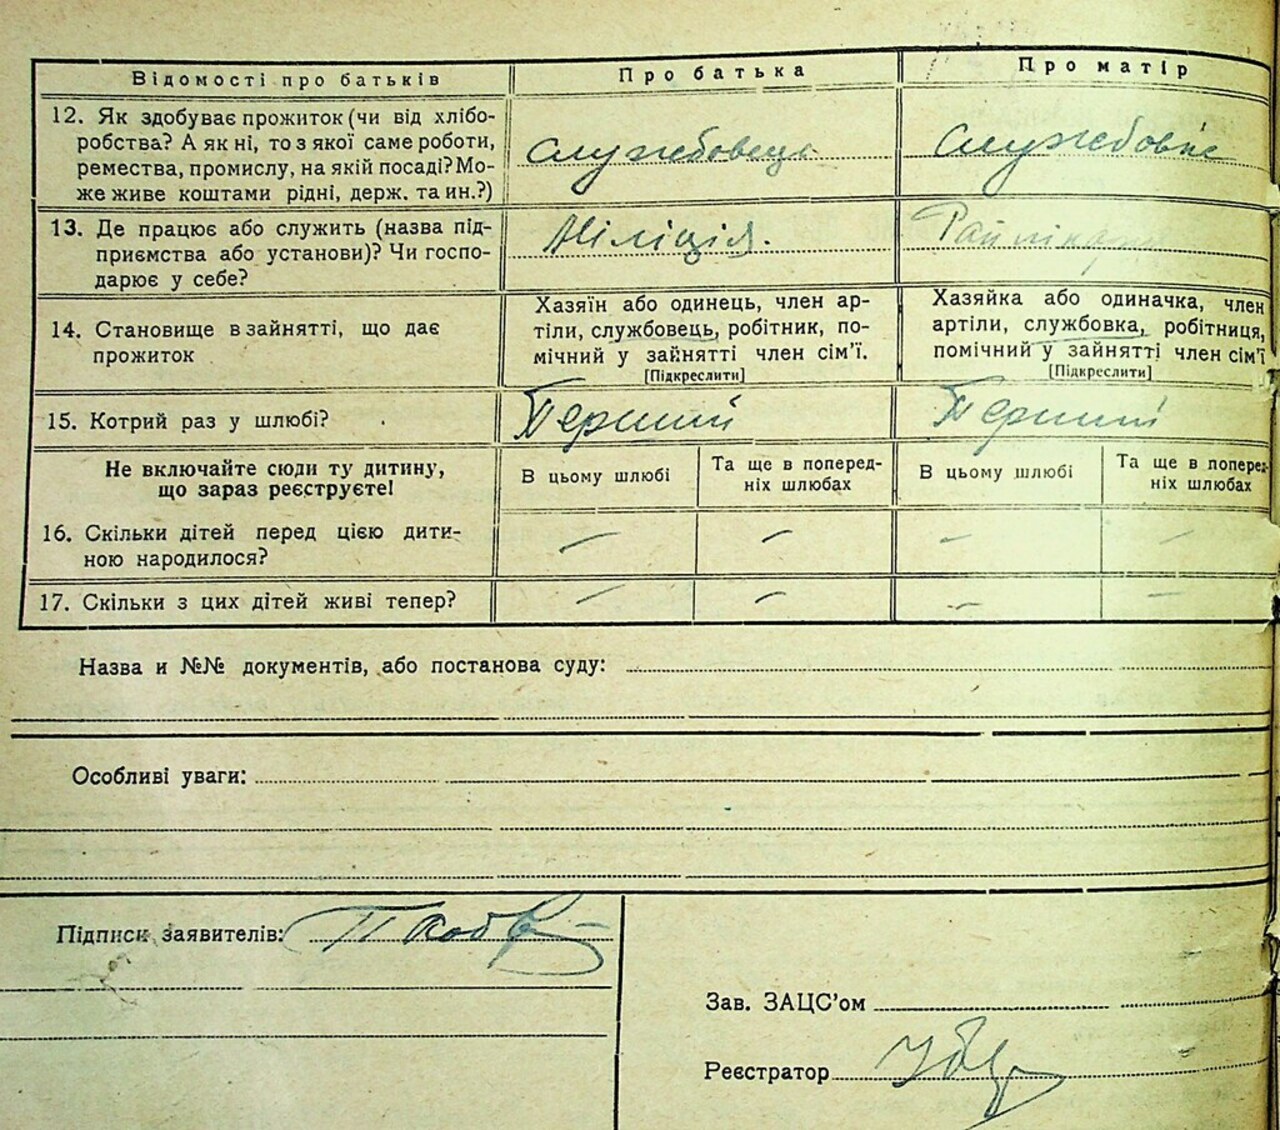 Відомості про батьків
Про батька
Про матір
12. Як здобуває прожиток (чи від хлібо-
робства? А як ні, то з якої саме роботи,
ремества, промислу, на якій посаді? Мо-
же живе коштами рідні, держ. та ин.?)
Службовець
Службовка
13. Де працює або служить (назва під-
приємства або установи)? Чи госпо-
дарює у себе?
Міліція.
14. Становище в зайнятті, що дає
прожиток
Хазяїн або одинець, член ар-
тіли, службовець, робітник, по-
мічний у зайнятті член сім'ї.
[Підкреслити]
Хазяйка або одиначка, член
артіли, службовка, робітниця,
помічний у зайнятті член сім'ї
[Підкреслити]
15. Котрий раз у шлюбі?
Перший
Перший
Не включайте сюди ту дитину,
що зараз реєструєте!
В цьому шлюбі
Та ще в поперед-
ніх шлюбах
В цьому шлюбі
Та ще в поперед-
ніх шлюбах
16. Скільки дітей перед цією дити-
ною народилося?
— — — —
17. Скільки з цих дітей живі тепер?
— — — —
Назва и №№ документів, або постанова суду:
Особливі уваги:
Підписи заявителів:
Зав. ЗАЦС'ом
Реєстратор